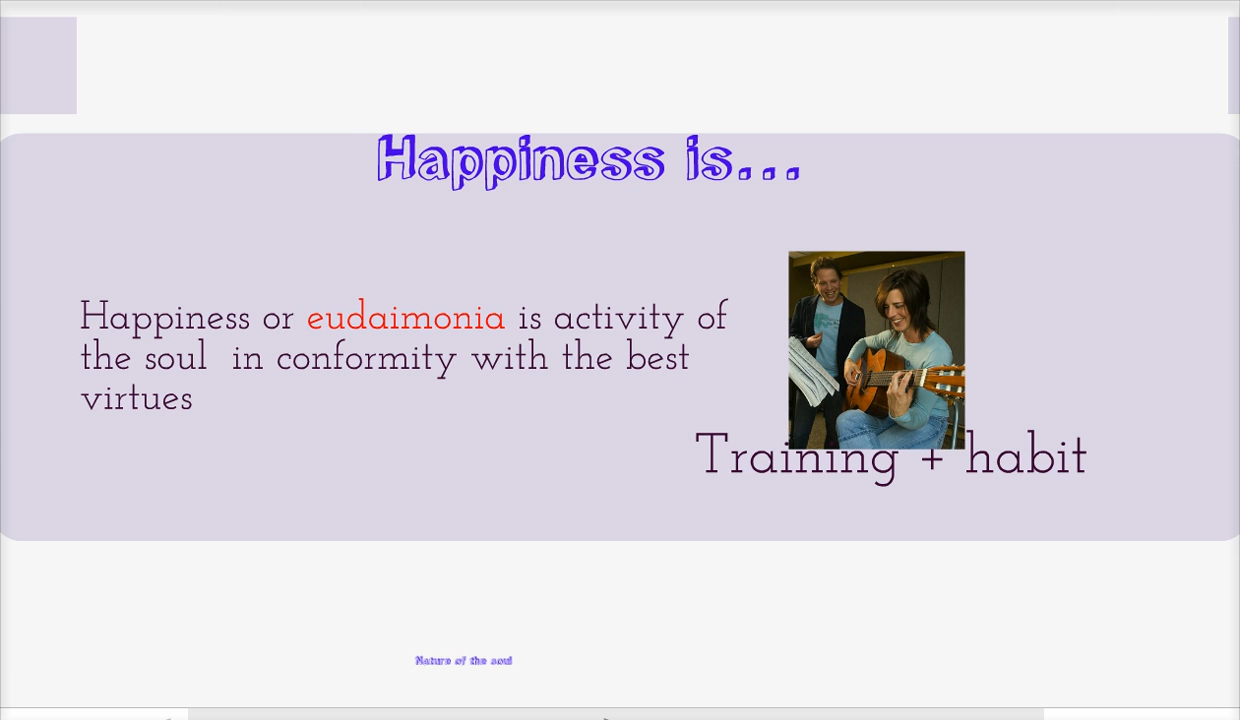 Happiness is...
Happiness or eudaimonia is activity of
the soul in conformity with the best
virtues
Training + habit
Nature of the soul